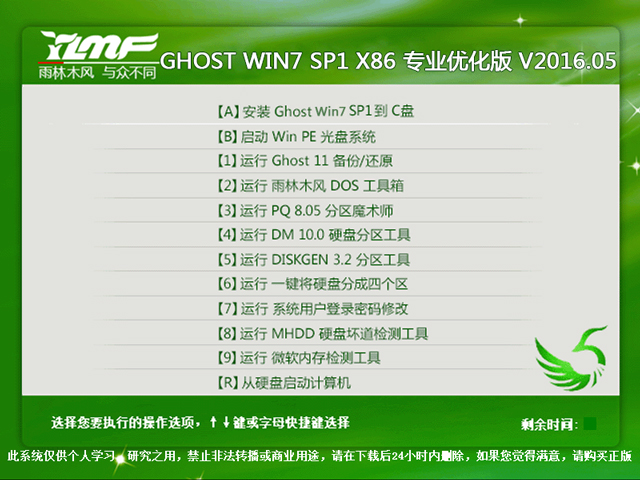 YLMF
雨林木风 与众不同
GHOST WIN7 SP1 X86 专业优化版 V2016.05
【A】安装 Ghost Win7 SP1到 C盘
【B】启动 Win PE 光盘系统
【1】运行 Ghost 11 备份/还原
【2】运行 雨林木风 DOS 工具箱
【3】运行 PQ 8.05 分区魔术师
【4】运行 DM 10.0 硬盘分区工具
【5】运行 DISKGEN 3.2 分区工具
【6】运行 一键将硬盘分成四个区
【7】运行 系统用户登录密码修改
【8】运行 MHDD 硬盘坏道检测工具
【9】运行 微软内存检测工具
【R】从硬盘启动计算机
选择您要执行的操作选项，↑↓键或字母快捷键选择
剩余时间:
此系统仅供个人学习、研究之用，禁止非法转播或商业用途，请在下载后24小时内删除，如果您觉得满意，请购买正版